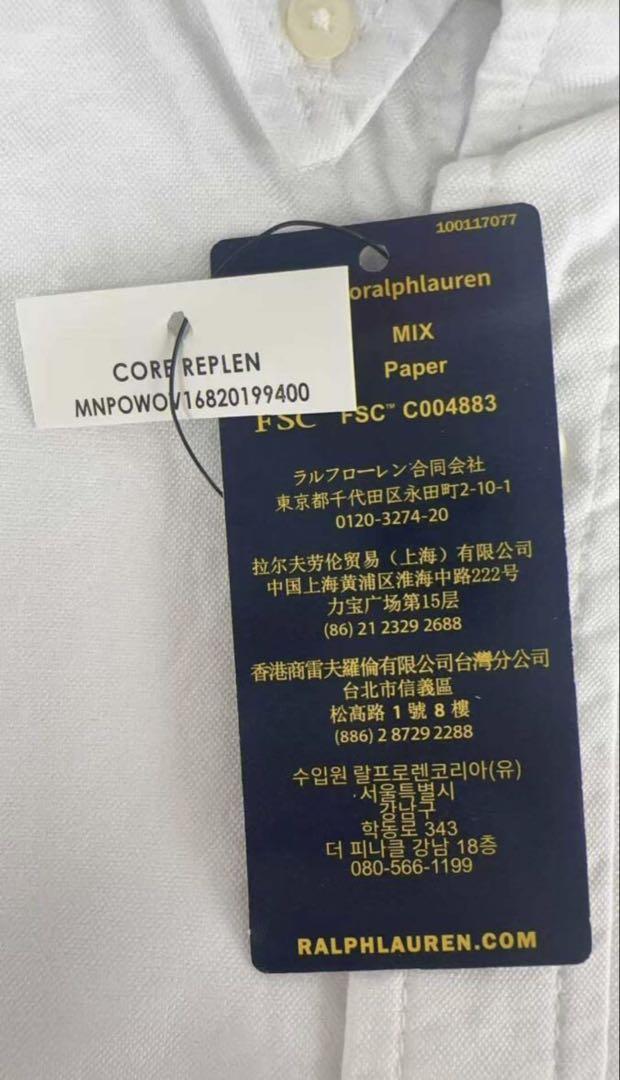 100117077
oralphlauren
MIX
Paper
FSC™ C004883
FSC
CORE REPLEN
MNPOWOV16820199400
ラルフローレン合同会社
東京都千代田区永田町2-10-1
0120-3274-20
拉尔夫劳伦贸易（上海）有限公司
中国上海黄浦区淮海中路222号
力宝广场第15层
(86) 21 2329 2688
香港商雷夫羅倫有限公司台灣分公司
台北市信義區
松高路 1 號 8 樓
(886) 2 8729 2288
수입원 랄프로렌코리아(유)
서울특별시
강남구
학동로 343
더 피나클 강남 18층
080-566-1199
RALPHLAUREN.COM